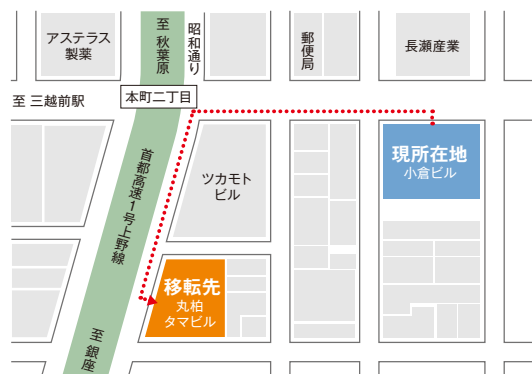 アステラス
製薬
至 秋葉原
昭和通り
郵便局
長瀬産業
至 三越前駅
本町二丁目
現所在地
小倉ビル
首都高速1号上野線
ツカモト
ビル
移転先
丸柏
タマビル
至 銀座